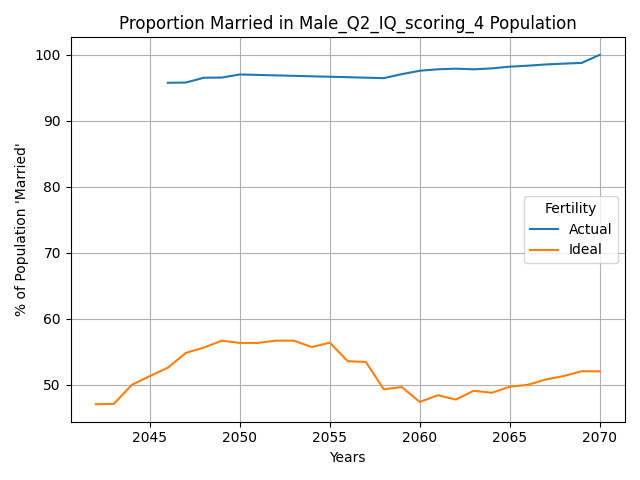 Proportion Married in Male_Q2_IQ_scoring_4 Population
% of Population 'Married'
100
90
80
70
60
50
Fertility
Actual
Ideal
2045 2050 2055 2060 2065 2070
Years